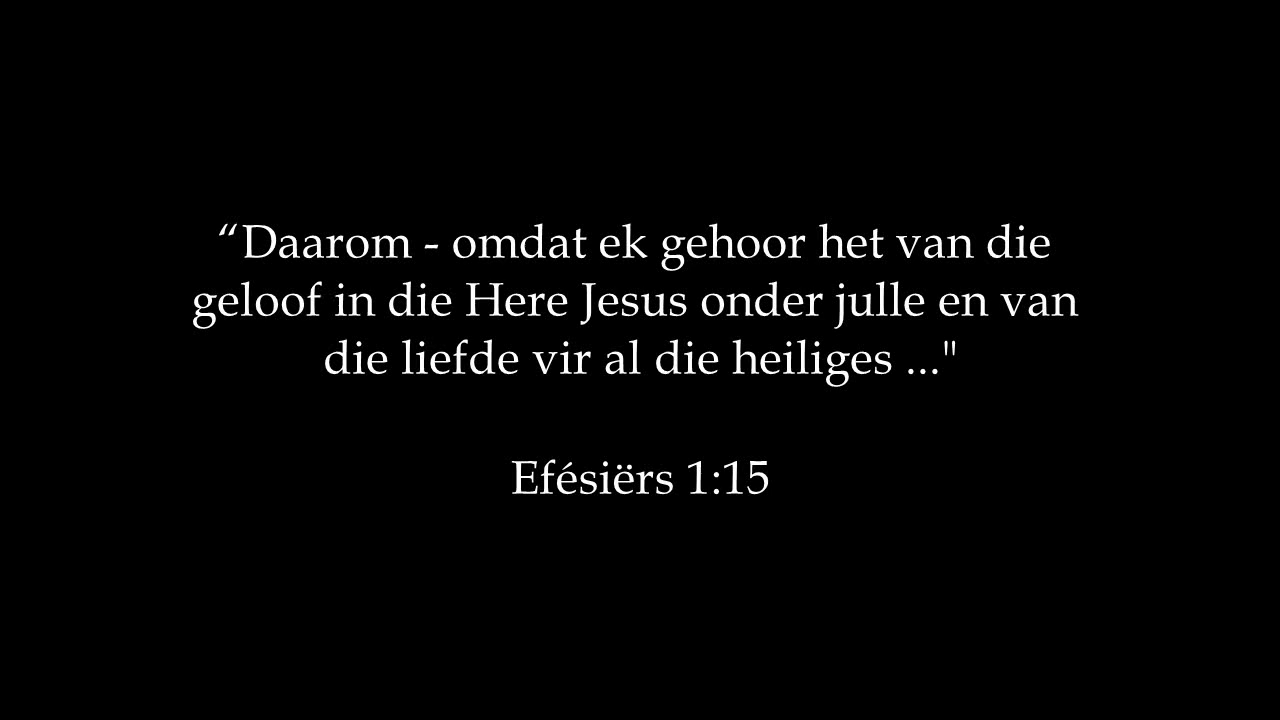 “Daarom - omdat ek gehoor het van die
geloof in die Here Jesus onder julle en van
die liefde vir al die heiliges ..."
Efésiërs 1:15